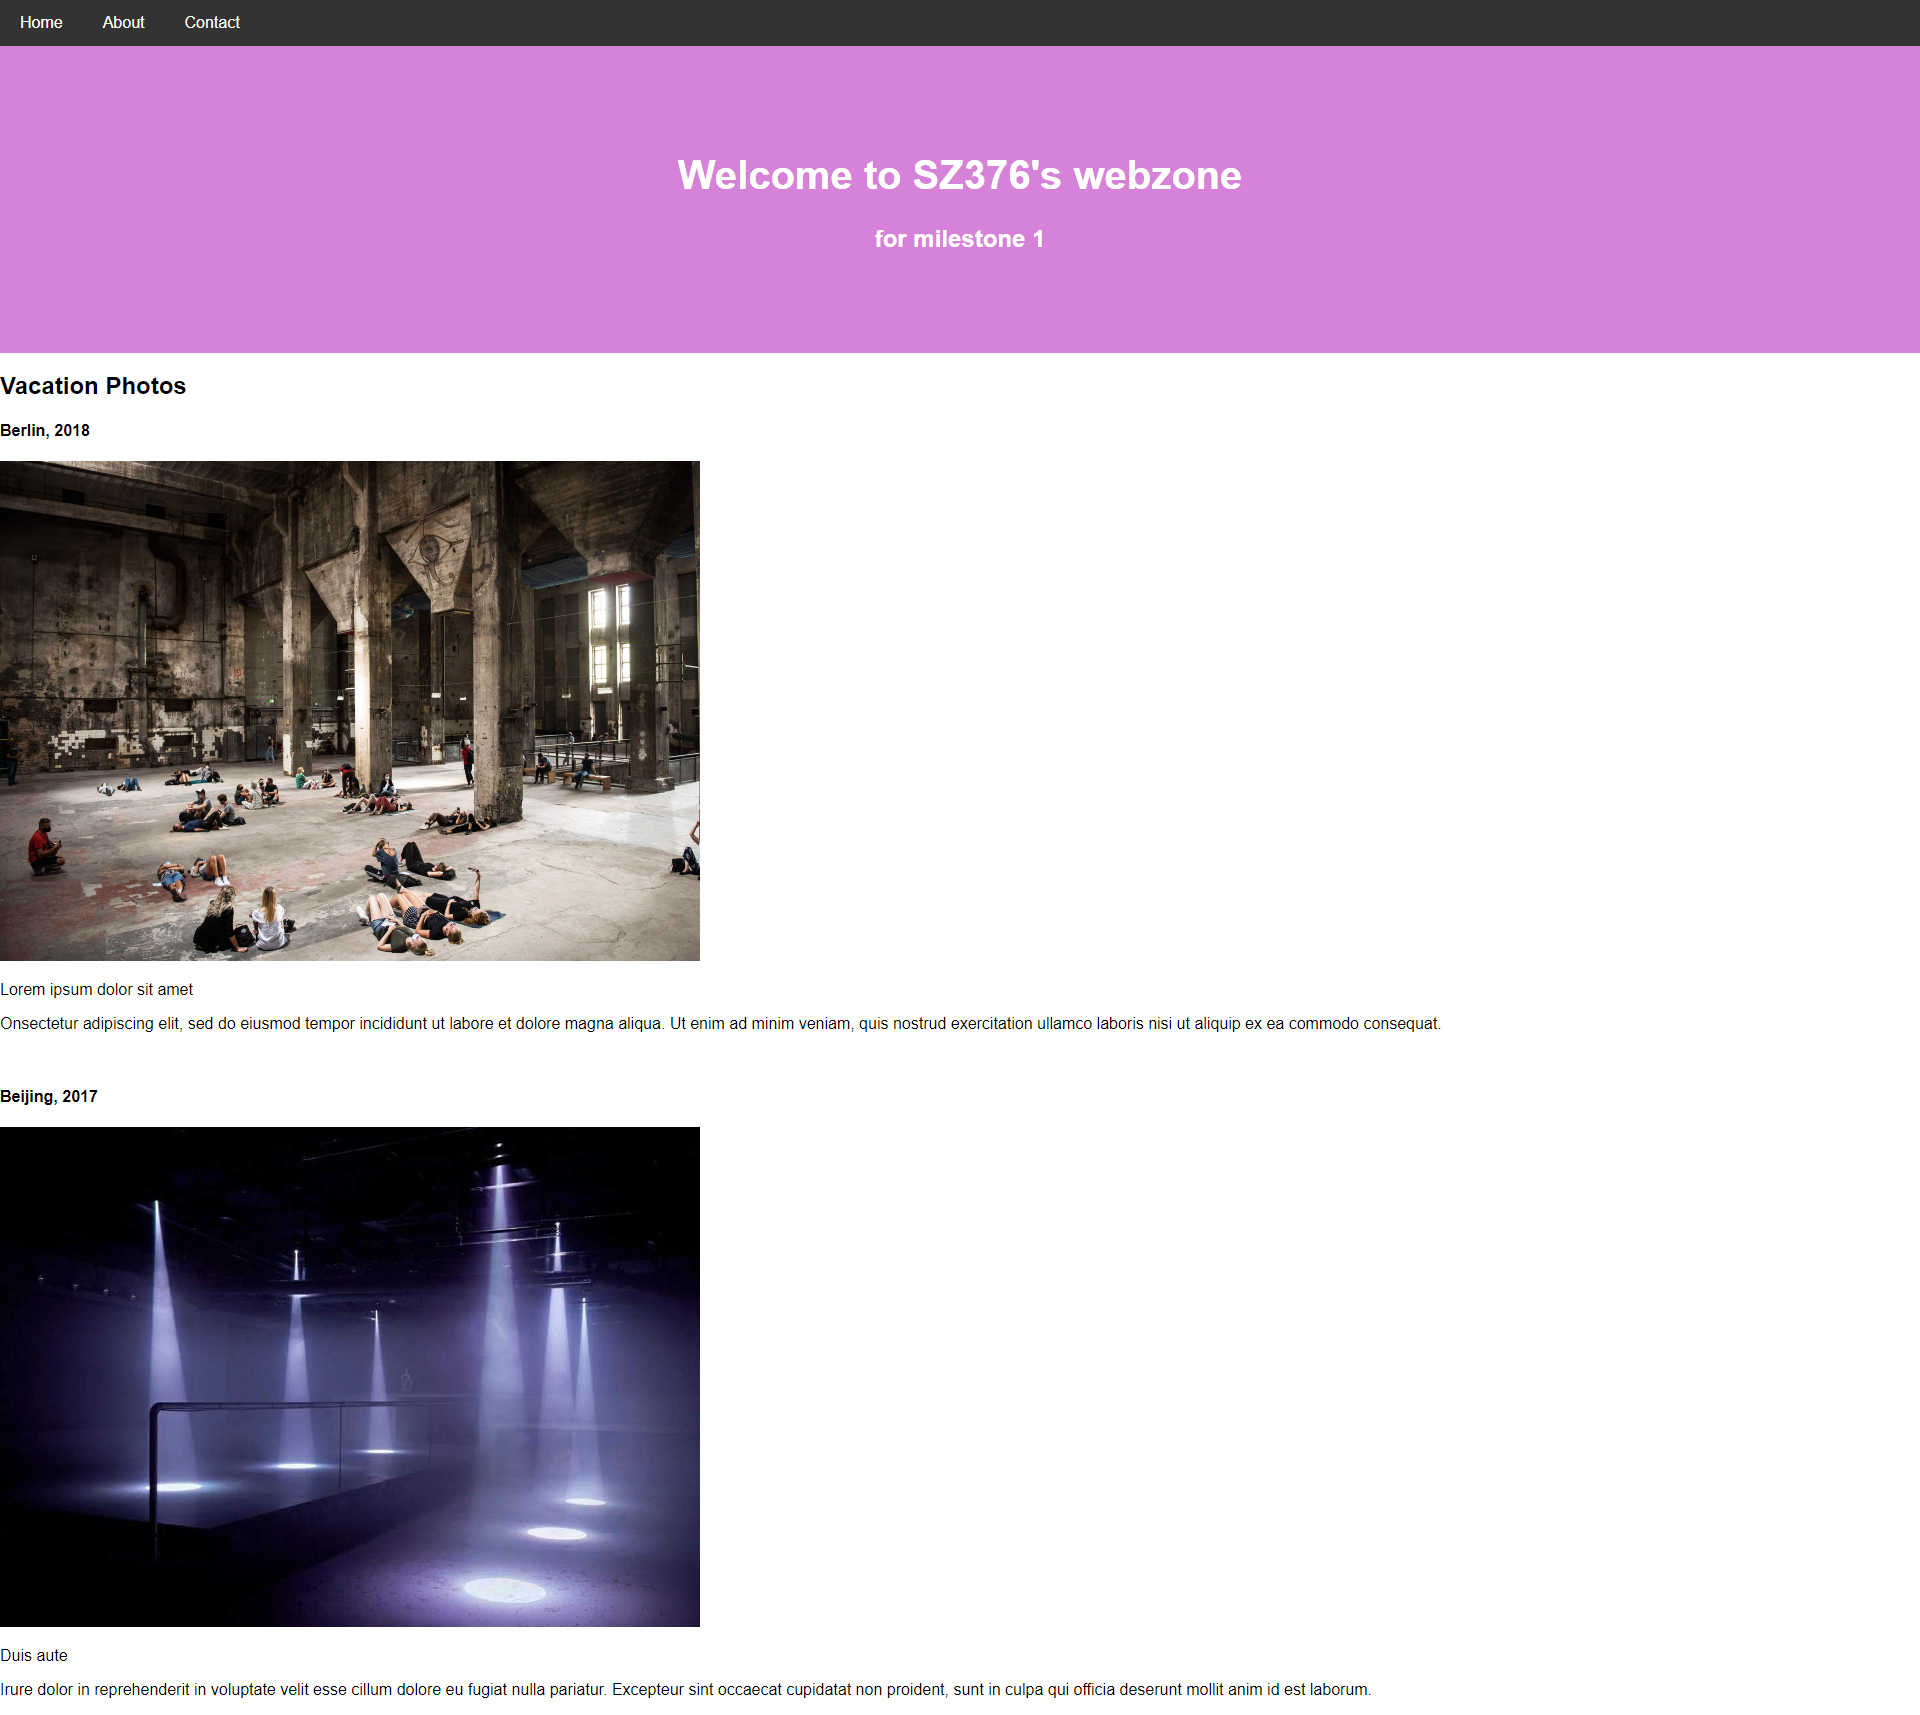 Home About Contact
Welcome to SZ376's webzone
for milestone 1
Vacation Photos
Berlin, 2018
Lorem ipsum dolor sit amet
Onsectetur adipiscing elit, sed do eiusmod tempor incididunt ut labore et dolore magna aliqua. Ut enim ad minim veniam, quis nostrud exercitation ullamco laboris nisi ut aliquip ex ea commodo consequat.
Beijing, 2017
Duis aute
Irure dolor in reprehenderit in voluptate velit esse cillum dolore eu fugiat nulla pariatur. Excepteur sint occaecat cupidatat non proident, sunt in culpa qui officia deserunt mollit anim id est laborum.